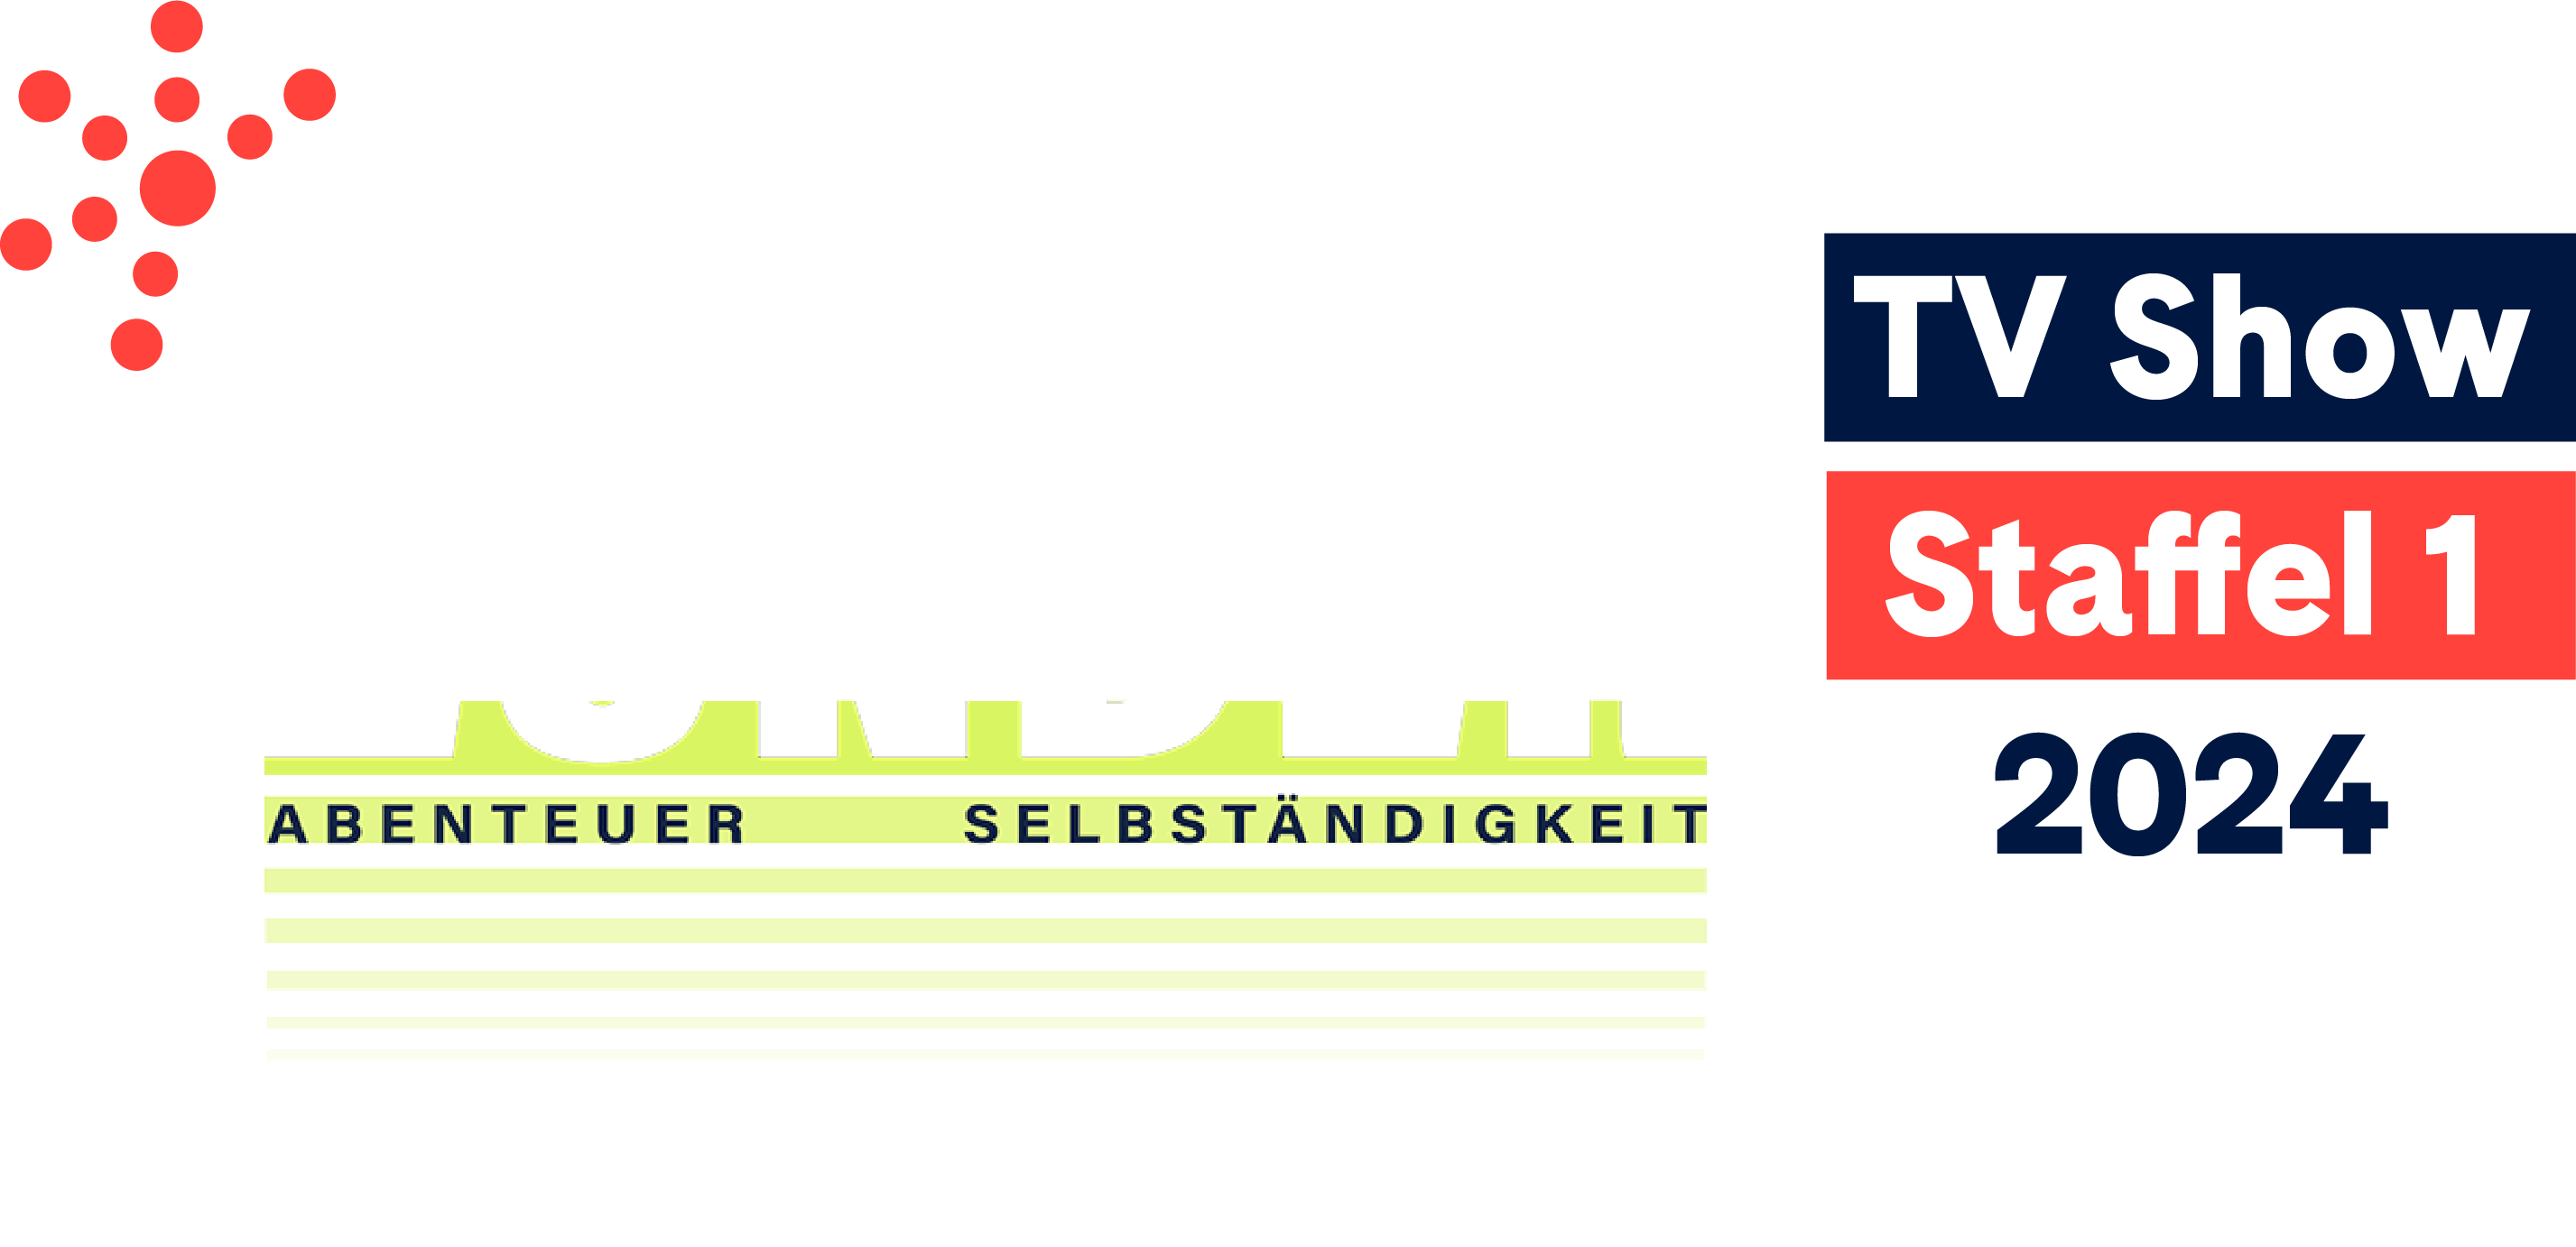 TV Show
Staffel 1
2024
ABENTEUER SELBSTÄNDIGKEIT